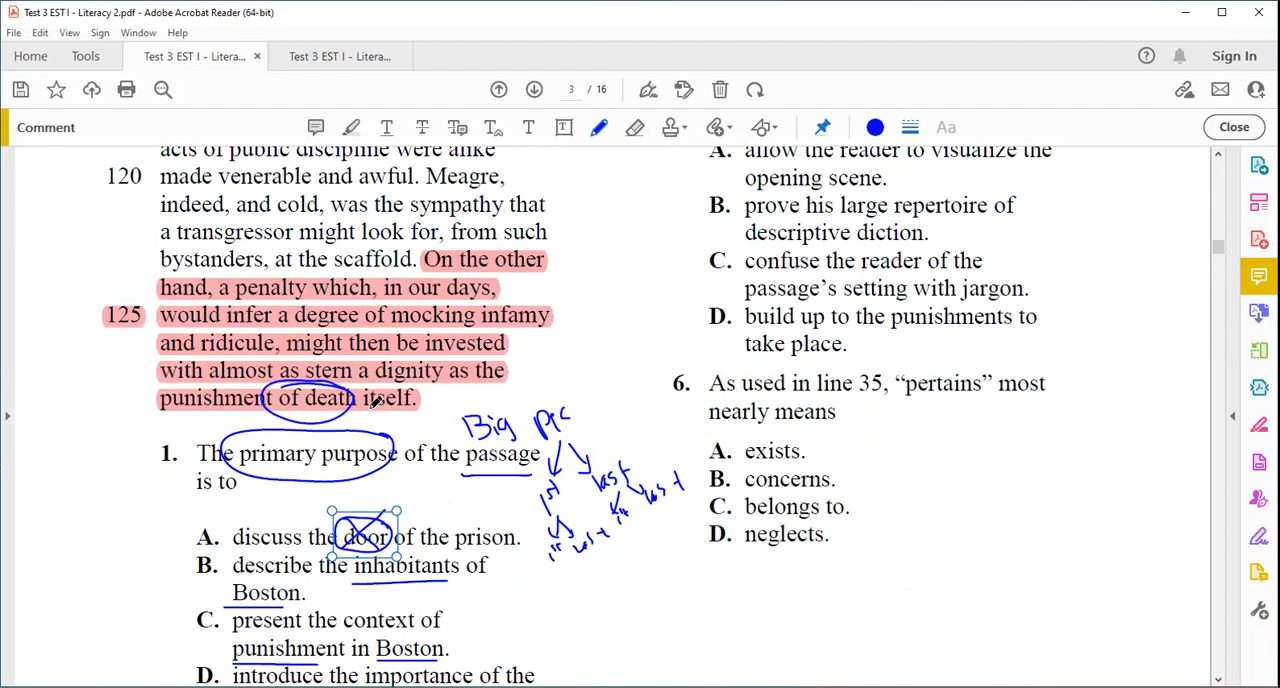 Test 3 EST I - Literacy 2.pdf - Adobe Acrobat Reader (64-bit)
File Edit View Sign Window Help
Home Tools Test 3 EST I - Litera... × Test 3 EST I - Litera... Sign In
3 / 16
Comment Aa Close
acts of public discipline were alike
120 made venerable and awful. Meagre,
indeed, and cold, was the sympathy that
a transgressor might look for, from such
bystanders, at the scaffold. On the other
hand, a penalty which, in our days,
125 would infer a degree of mocking infamy
and ridicule, might then be invested
with almost as stern a dignity as the
punishment of death itself.
Big pic
1st last
1st last 1st last
1. The primary purpose of the passage
is to
A. discuss the door of the prison.
B. describe the inhabitants of
Boston.
C. present the context of
punishment in Boston.
D. introduce the importance of the
A. allow the reader to visualize the
opening scene.
B. prove his large repertoire of
descriptive diction.
C. confuse the reader of the
passage's setting with jargon.
D. build up to the punishments to
take place.
6. As used in line 35, “pertains” most
nearly means
A. exists.
B. concerns.
C. belongs to.
D. neglects.